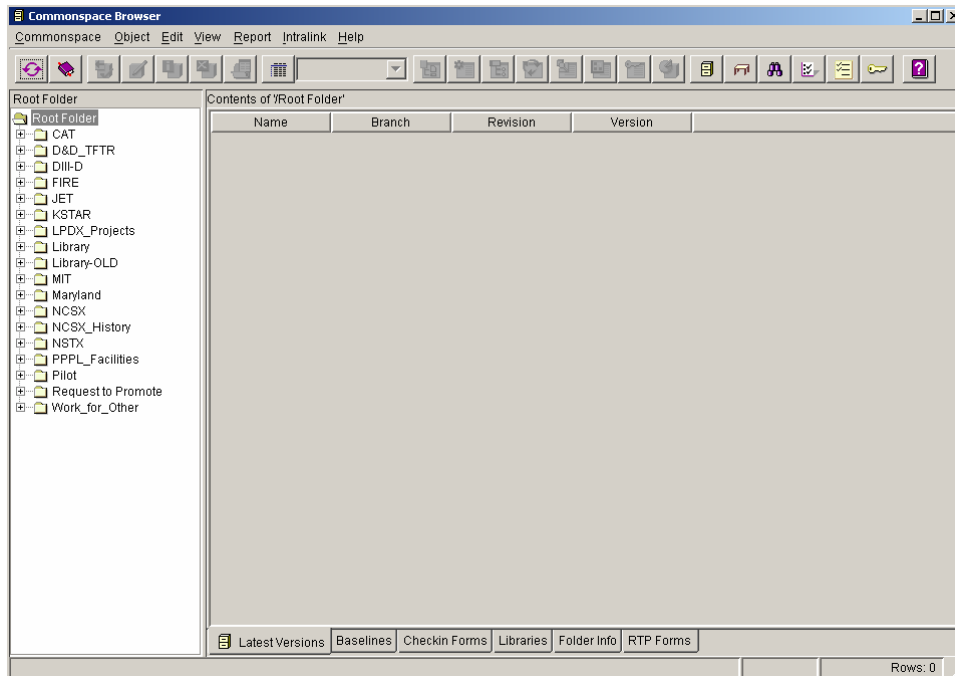 Commonspace Browser
Commonspace Object Edit View Report Intralink Help
Root Folder
Contents of '/Root Folder'
Name Branch Revision Version
Root Folder
CAT
D&D_TFTR
DIII-D
FIRE
JET
KSTAR
LPDX_Projects
Library
Library-OLD
MIT
Maryland
NCSX
NCSX_History
NSTX
PPPL_Facilities
Pilot
Request to Promote
Work_for_Other
Latest Versions Baselines Checkin Forms Libraries Folder Info RTP Forms
Rows: 0